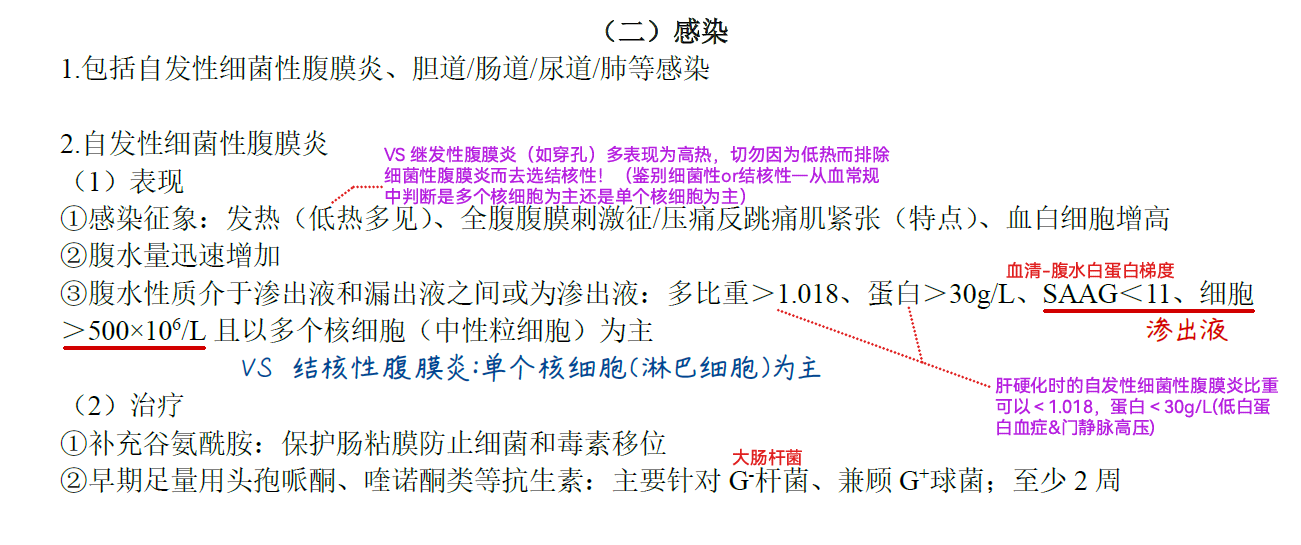 （二）感染
1.包括自发性细菌性腹膜炎、胆道/肠道/尿道/肺等感染
2.自发性细菌性腹膜炎
VS 继发性腹膜炎（如穿孔）多表现为高热，切勿因为低热而排除
细菌性腹膜炎而去选结核性！（鉴别细菌性or结核性—从血常规
中判断是多个核细胞为主还是单个核细胞为主）
（1）表现
①感染征象：发热（低热多见）、全腹腹膜刺激征/压痛反跳痛肌紧张（特点）、血白细胞增高
②腹水量迅速增加
血清-腹水白蛋白梯度
③腹水性质介于渗出液和漏出液之间或为渗出液：多比重＞1.018、蛋白＞30g/L、SAAG＜11、细胞
＞500×10⁶/L 且以多个核细胞（中性粒细胞）为主
渗出液
VS 结核性腹膜炎:单个核细胞(淋巴细胞)为主
肝硬化时的自发性细菌性腹膜炎比重
可以＜1.018，蛋白＜30g/L(低白蛋
白血症&门静脉高压)
（2）治疗
①补充谷氨酰胺：保护肠粘膜防止细菌和毒素移位
大肠杆菌
②早期足量用头孢哌酮、喹诺酮类等抗生素：主要针对 G⁻杆菌、兼顾 G⁺球菌；至少 2 周